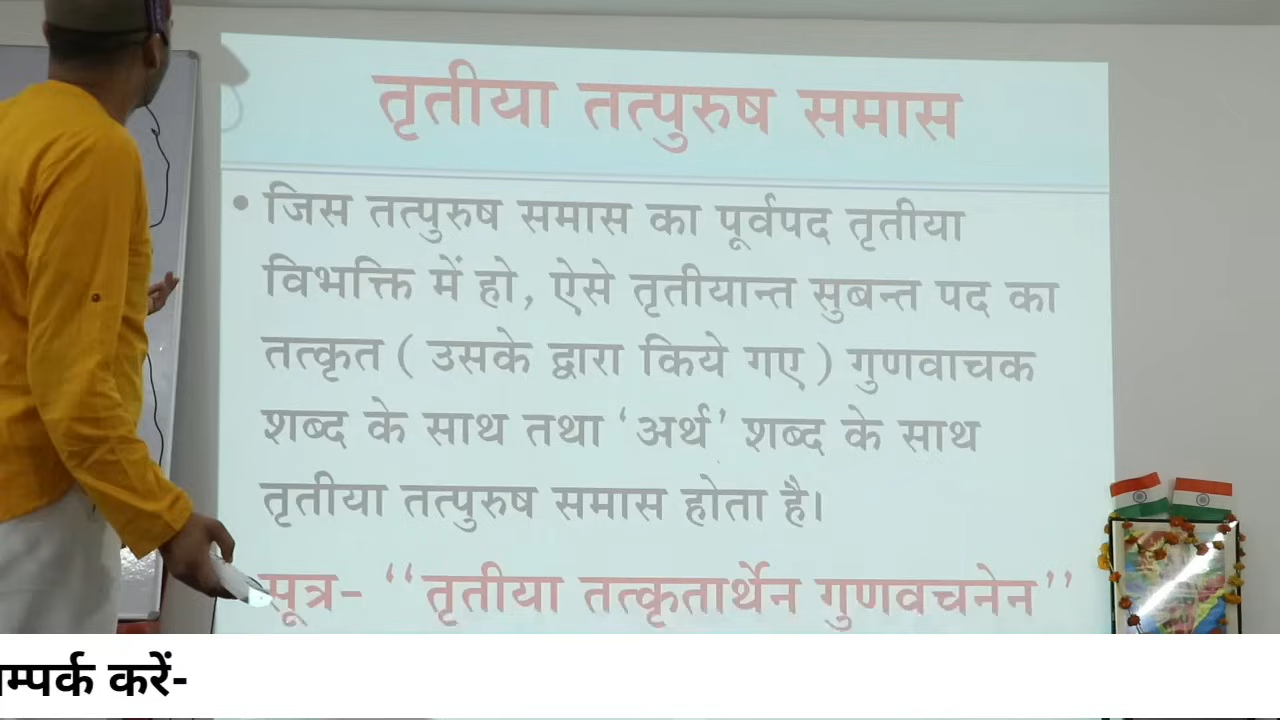 तृतीया तत्पुरुष समास
• जिस तत्पुरुष समास का पूर्वपद तृतीया
विभक्ति में हो, ऐसे तृतीयान्त सुबन्त पद का
तत्कृत ( उसके द्वारा किये गए ) गुणवाचक
शब्द के साथ तथा ‘अर्थ’ शब्द के साथ
तृतीया तत्पुरुष समास होता है।
सूत्र- ‘‘तृतीया तत्कृतार्थेन गुणवचनेन’’
करें-